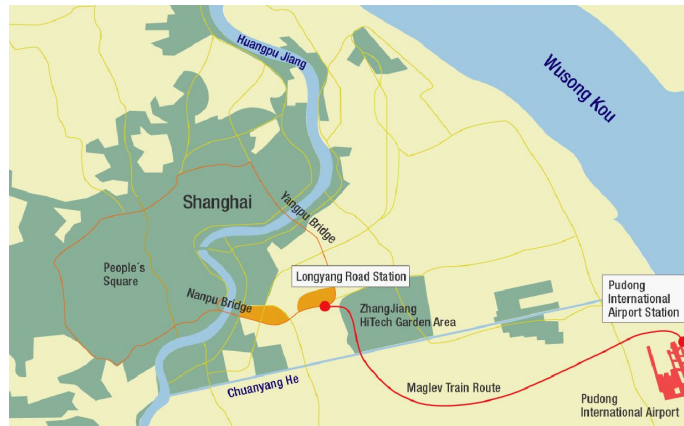 Huangpu Jiang
Wusong Kou
Shanghai
Yangpu Bridge
People´s
Square
Longyang Road Station
Nanpu Bridge
ZhangJiang
HiTech Garden Area
Pudong
International
Airport Station
Chuanyang He
Maglev Train Route
Pudong
International Airport